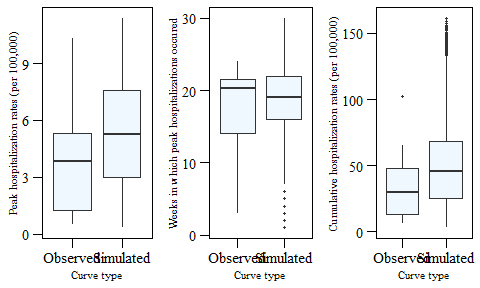 Peak hospitalization rates (per 100,000)
9
6
3
0
Observed
Simulated
Curve type
Weeks in which peak hospitalizations occured
30
20
10
0
Observed
Simulated
Curve type
Cumulative hospitalization rates (per 100,000)
150
100
50
0
Observed
Simulated
Curve type